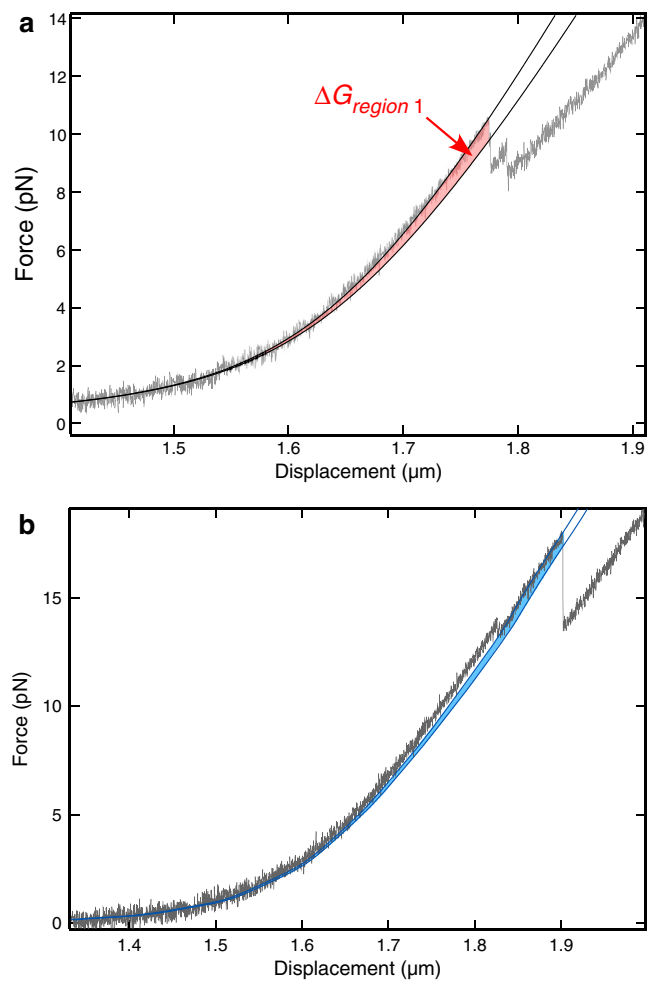 a
14
12
10
8
6
4
2
0
Force (pN)
ΔG region 1
1.5 1.6 1.7 1.8 1.9
Displacement (µm)
b
15
10
5
0
Force (pN)
1.4 1.5 1.6 1.7 1.8 1.9
Displacement (µm)